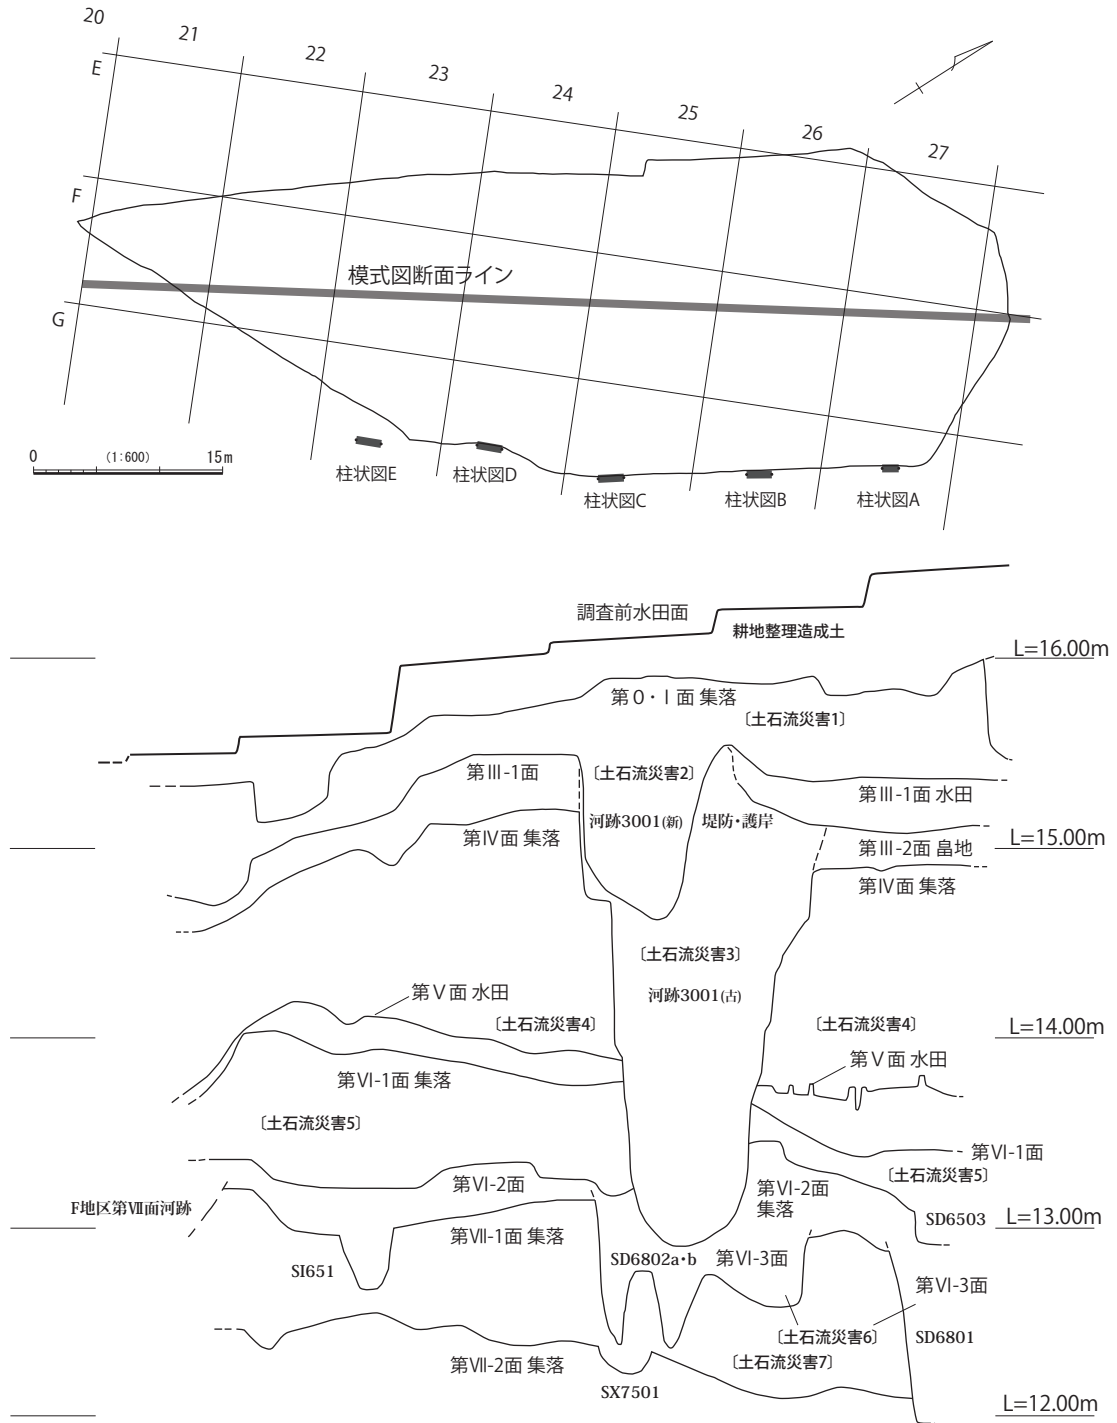 20
21
22
23
24
25
26
27
E
F
G
模式図断面ライン
0 (1:600) 15m
柱状図E
柱状図D
柱状図C
柱状図B
柱状図A
調査前水田面
耕地整理造成土
L=16.00m
第0・Ⅰ面 集落
〔土石流災害1〕
第Ⅲ-1面
〔土石流災害2〕
第Ⅲ-1面 水田
河跡3001(新)
堤防・護岸
第Ⅳ面 集落
L=15.00m
第Ⅲ-2面 畠地
第Ⅳ面 集落
〔土石流災害3〕
河跡3001(古)
第Ⅴ面 水田
〔土石流災害4〕
〔土石流災害4〕
L=14.00m
第Ⅴ面 水田
第Ⅵ-1面 集落
〔土石流災害5〕
第Ⅵ-1面
〔土石流災害5〕
第Ⅵ-2面
第Ⅵ-2面
集落
F地区第Ⅶ面河跡
SD6503
L=13.00m
第Ⅶ-1面 集落
SD6802a・b
第Ⅵ-3面
SI651
第Ⅵ-3面
〔土石流災害6〕
SD6801
第Ⅶ-2面 集落
〔土石流災害7〕
SX7501
L=12.00m